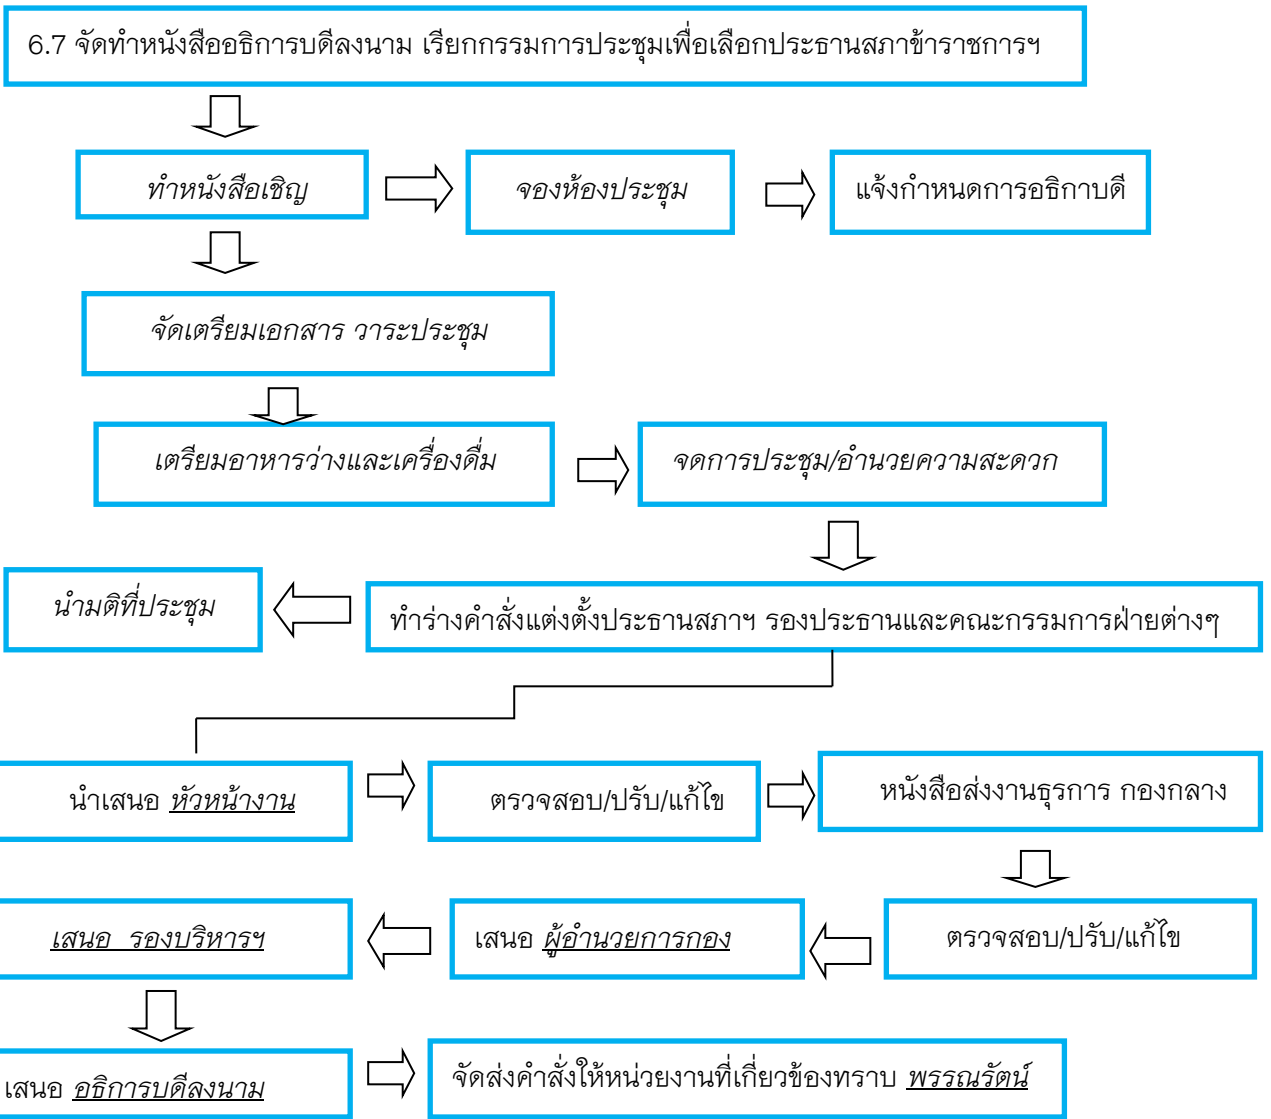 6.7 จัดทำหนังสืออธิการบดีลงนาม เรียกกรรมการประชุมเพื่อเลือกประธานสภาข้าราชการฯ
ทำหนังสือเชิญ
จองห้องประชุม
แจ้งกำหนดการอธิกาบดี
จัดเตรียมเอกสาร วาระประชุม
เตรียมอาหารว่างและเครื่องดื่ม
จดการประชุม/อำนวยความสะดวก
นำมติที่ประชุม
ทำร่างคำสั่งแต่งตั้งประธานสภาฯ รองประธานและคณะกรรมการฝ่ายต่างๆ
นำเสนอ หัวหน้างาน
ตรวจสอบ/ปรับ/แก้ไข
หนังสือส่งงานธุรการ กองกลาง
เสนอ รองบริหารฯ
เสนอ ผู้อำนวยการกอง
ตรวจสอบ/ปรับ/แก้ไข
เสนอ อธิการบดีลงนาม
จัดส่งคำสั่งให้หน่วยงานที่เกี่ยวข้องทราบ พรรณรัตน์